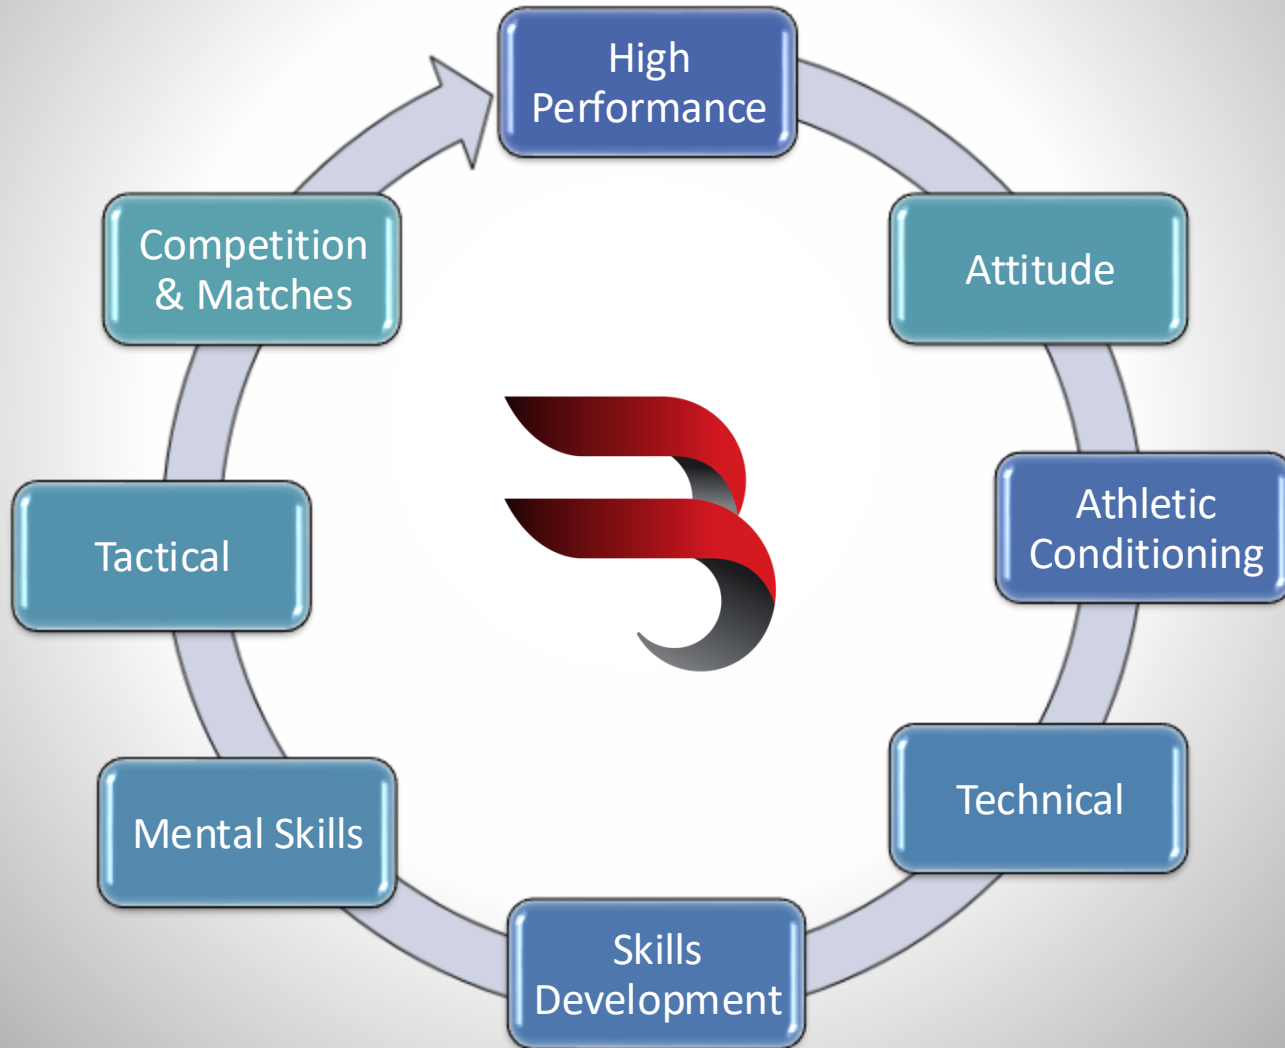 High
Performance
Attitude
Athletic
Conditioning
Technical
Skills
Development
Mental Skills
Tactical
Competition
& Matches